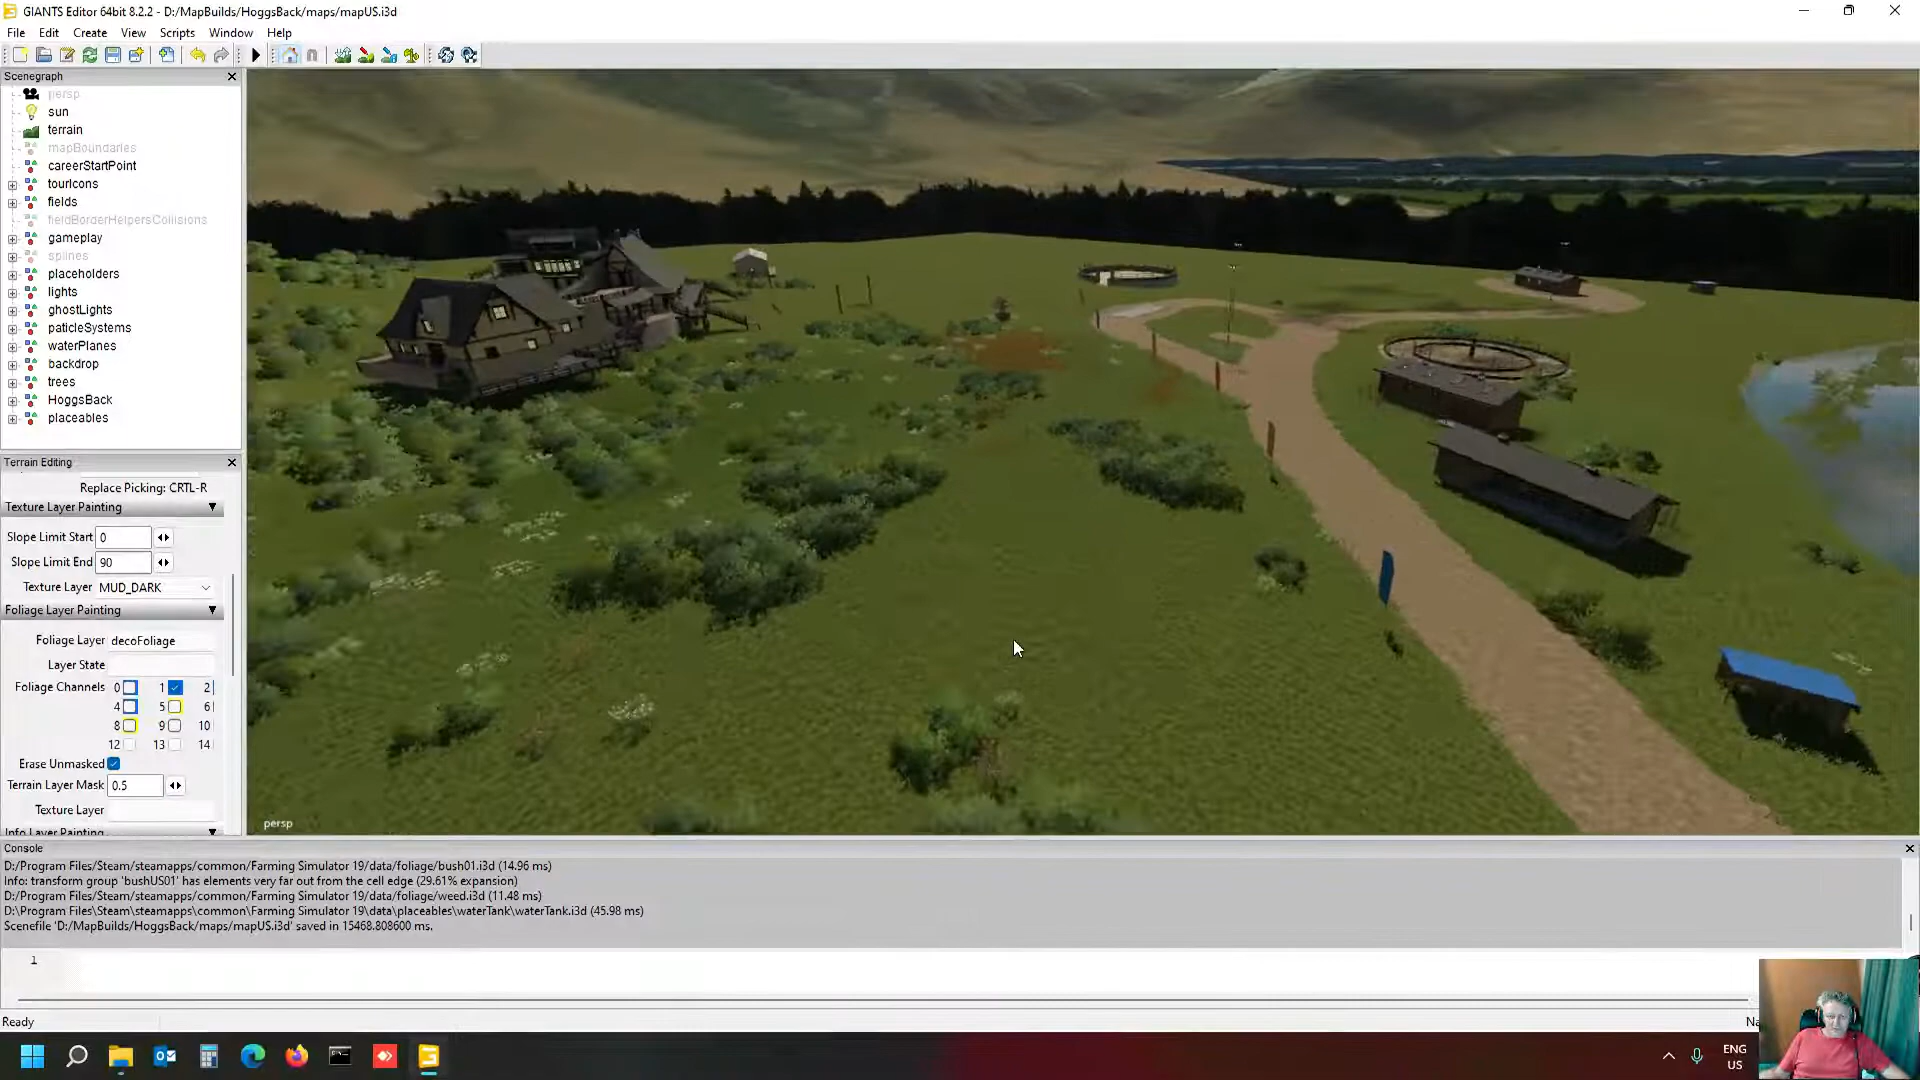 GIANTS Editor 64bit 8.2.2 - D:/MapBuilds/HoggsBack/maps/mapUS.i3d
File Edit Create View Scripts Window Help
Scenegraph
persp
sun
terrain
mapBoundaries
careerStartPoint
tourIcons
fields
fieldBorderHelpersCollisions
gameplay
splines
placeholders
lights
ghostLights
paticleSystems
waterPlanes
backdrop
trees
HoggsBack
placeables
Terrain Editing
Replace Picking: CRTL-R
Texture Layer Painting
Slope Limit Start 0
Slope Limit End 90
Texture Layer MUD_DARK
Foliage Layer Painting
Foliage Layer decoFoliage
Layer State
Foliage Channels 0 1 2
4 5 6
8 9 10
12 13 14
Erase Unmasked
Terrain Layer Mask 0.5
Texture Layer
Info Layer Painting
persp
Console
D:/Program Files/Steam/steamapps/common/Farming Simulator 19/data/foliage/bush01.i3d (14.96 ms)
Info: transform group 'bushUS01' has elements very far out from the cell edge (29.61% expansion)
D:/Program Files/Steam/steamapps/common/Farming Simulator 19/data/foliage/weed.i3d (11.48 ms)
D:\Program Files\Steam\steamapps\common\Farming Simulator 19\data\placeables\waterTank\waterTank.i3d (45.98 ms)
Scenefile 'D:/MapBuilds/HoggsBack/maps/mapUS.i3d' saved in 15468.808600 ms.
1
Ready
Na
ENG
US